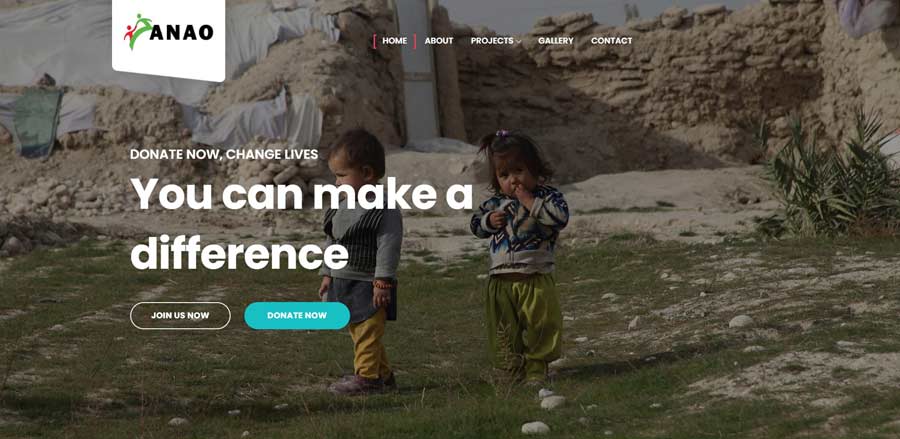 ANAO
HOME ABOUT PROJECTS GALLERY CONTACT
DONATE NOW, CHANGE LIVES
You can make a
difference
JOIN US NOW DONATE NOW